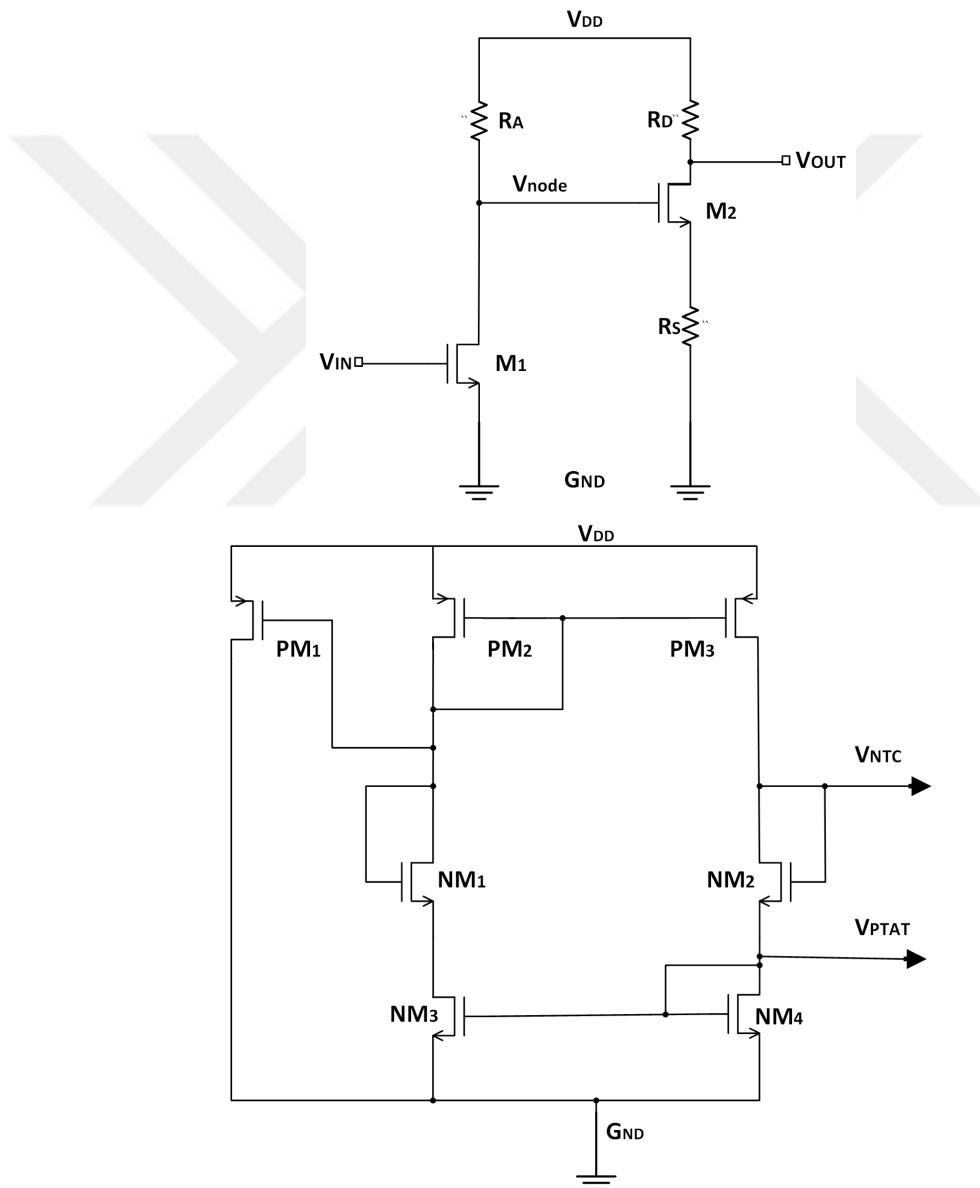 VDD
RA
RD
VOUT
Vnode
M2
RS
VIN
M1
GND
VDD
PM1
PM2
PM3
VNTC
NM1
NM2
VPTAT
NM3
NM4
GND